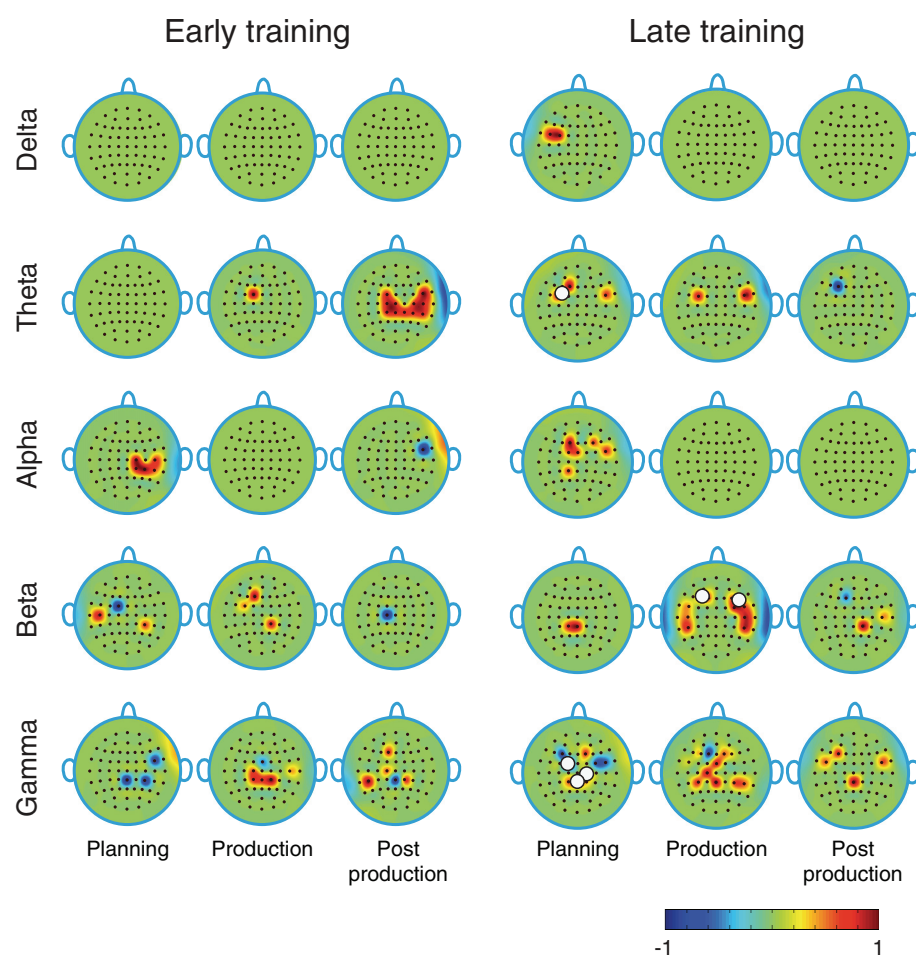 Early training
Late training
Delta
Theta
Alpha
Beta
Gamma
Planning
Production
Post
production
Planning
Production
Post
production
-1
1